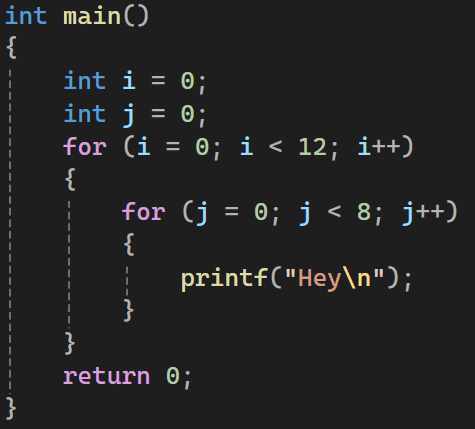 int main()
{
    int i = 0;
    int j = 0;
    for (i = 0; i < 12; i++)
    {
        for (j = 0; j < 8; j++)
        {
            printf("Hey\n");
        }
    }
    return 0;
}